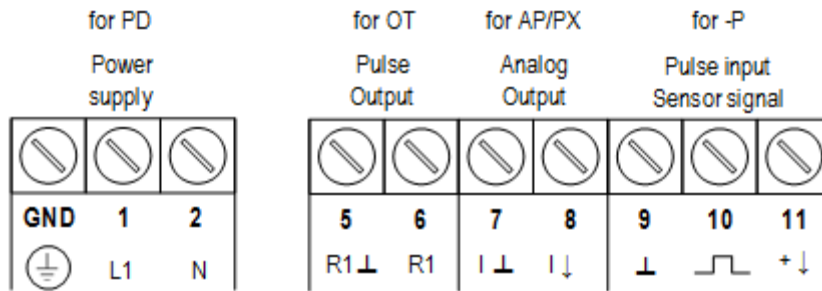 for PD for OT for AP/PX for -P
Power Pulse Analog Pulse input
supply Output Output Sensor signal
GND 1 2 5 6 7 8 9 10 11
L1 N R1⊥ R1 I ⊥ I ↓ ⊥ + ↓